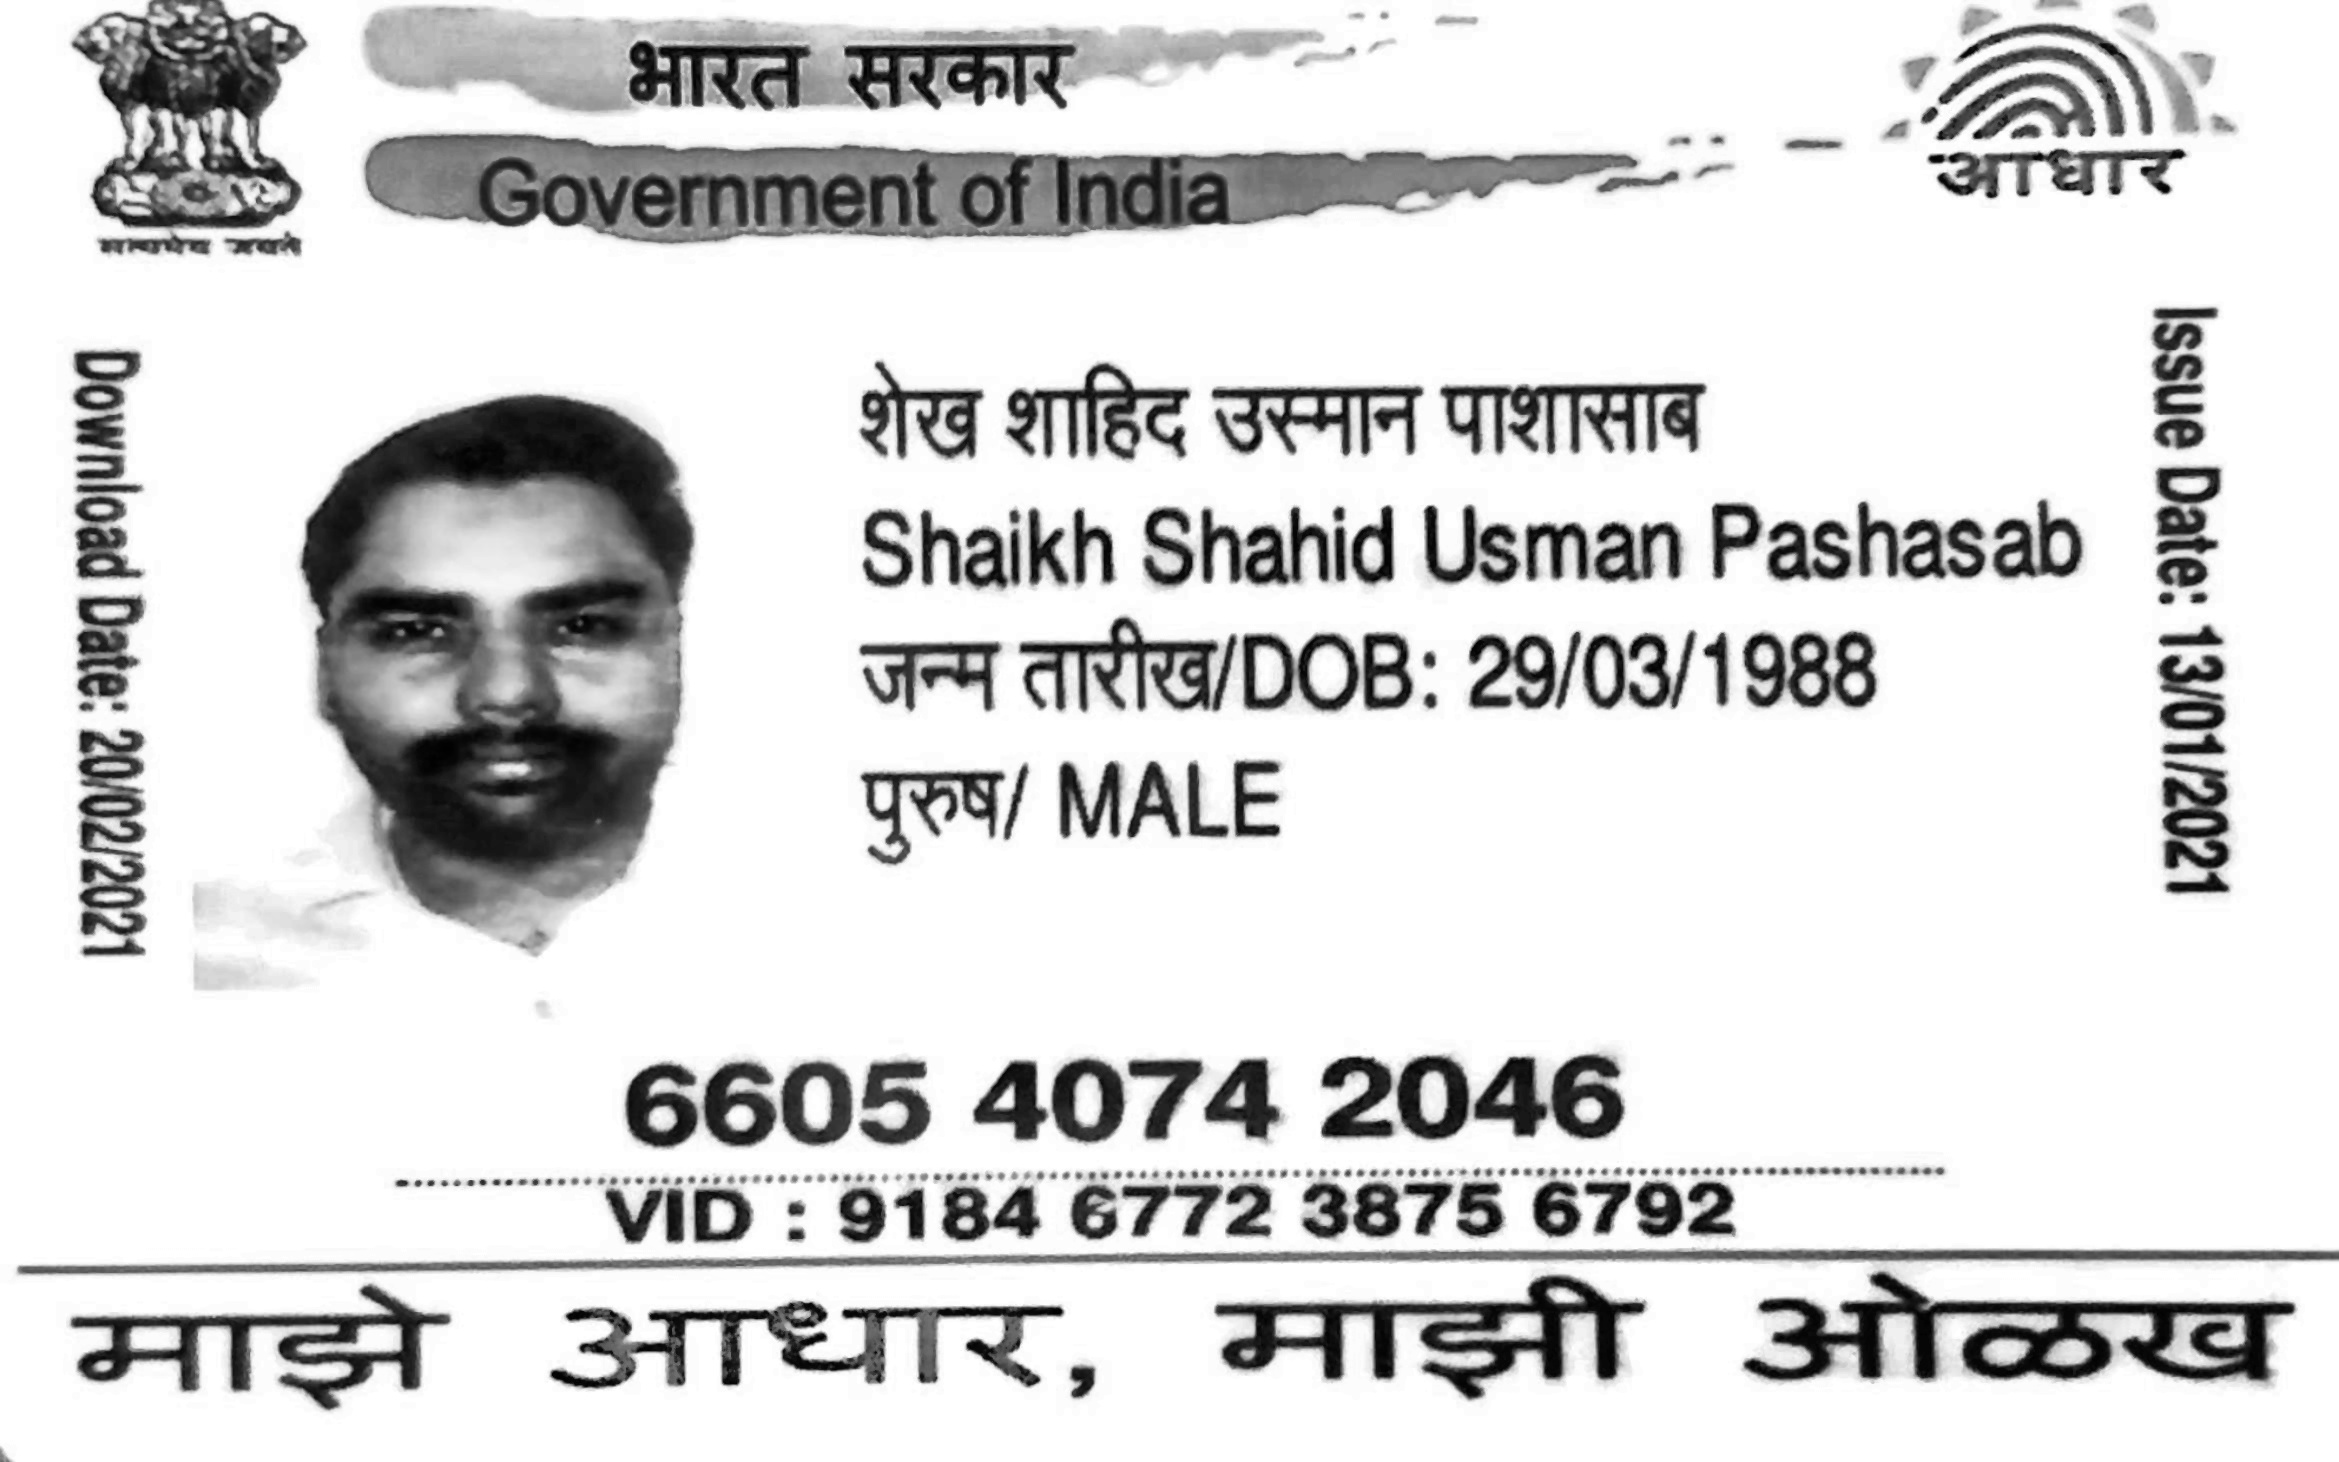 भारत सरकार
Government of India
सत्यमेव जयते
आधार
Download Date: 20/02/2021
Issue Date: 13/01/2021
शेख शाहिद उस्मान पाशासाब
Shaikh Shahid Usman Pashasab
जन्म तारीख/DOB: 29/03/1988
पुरुष/ MALE
6605 4074 2046
VID : 9184 6772 3875 6792
माझे आधार, माझी ओळख